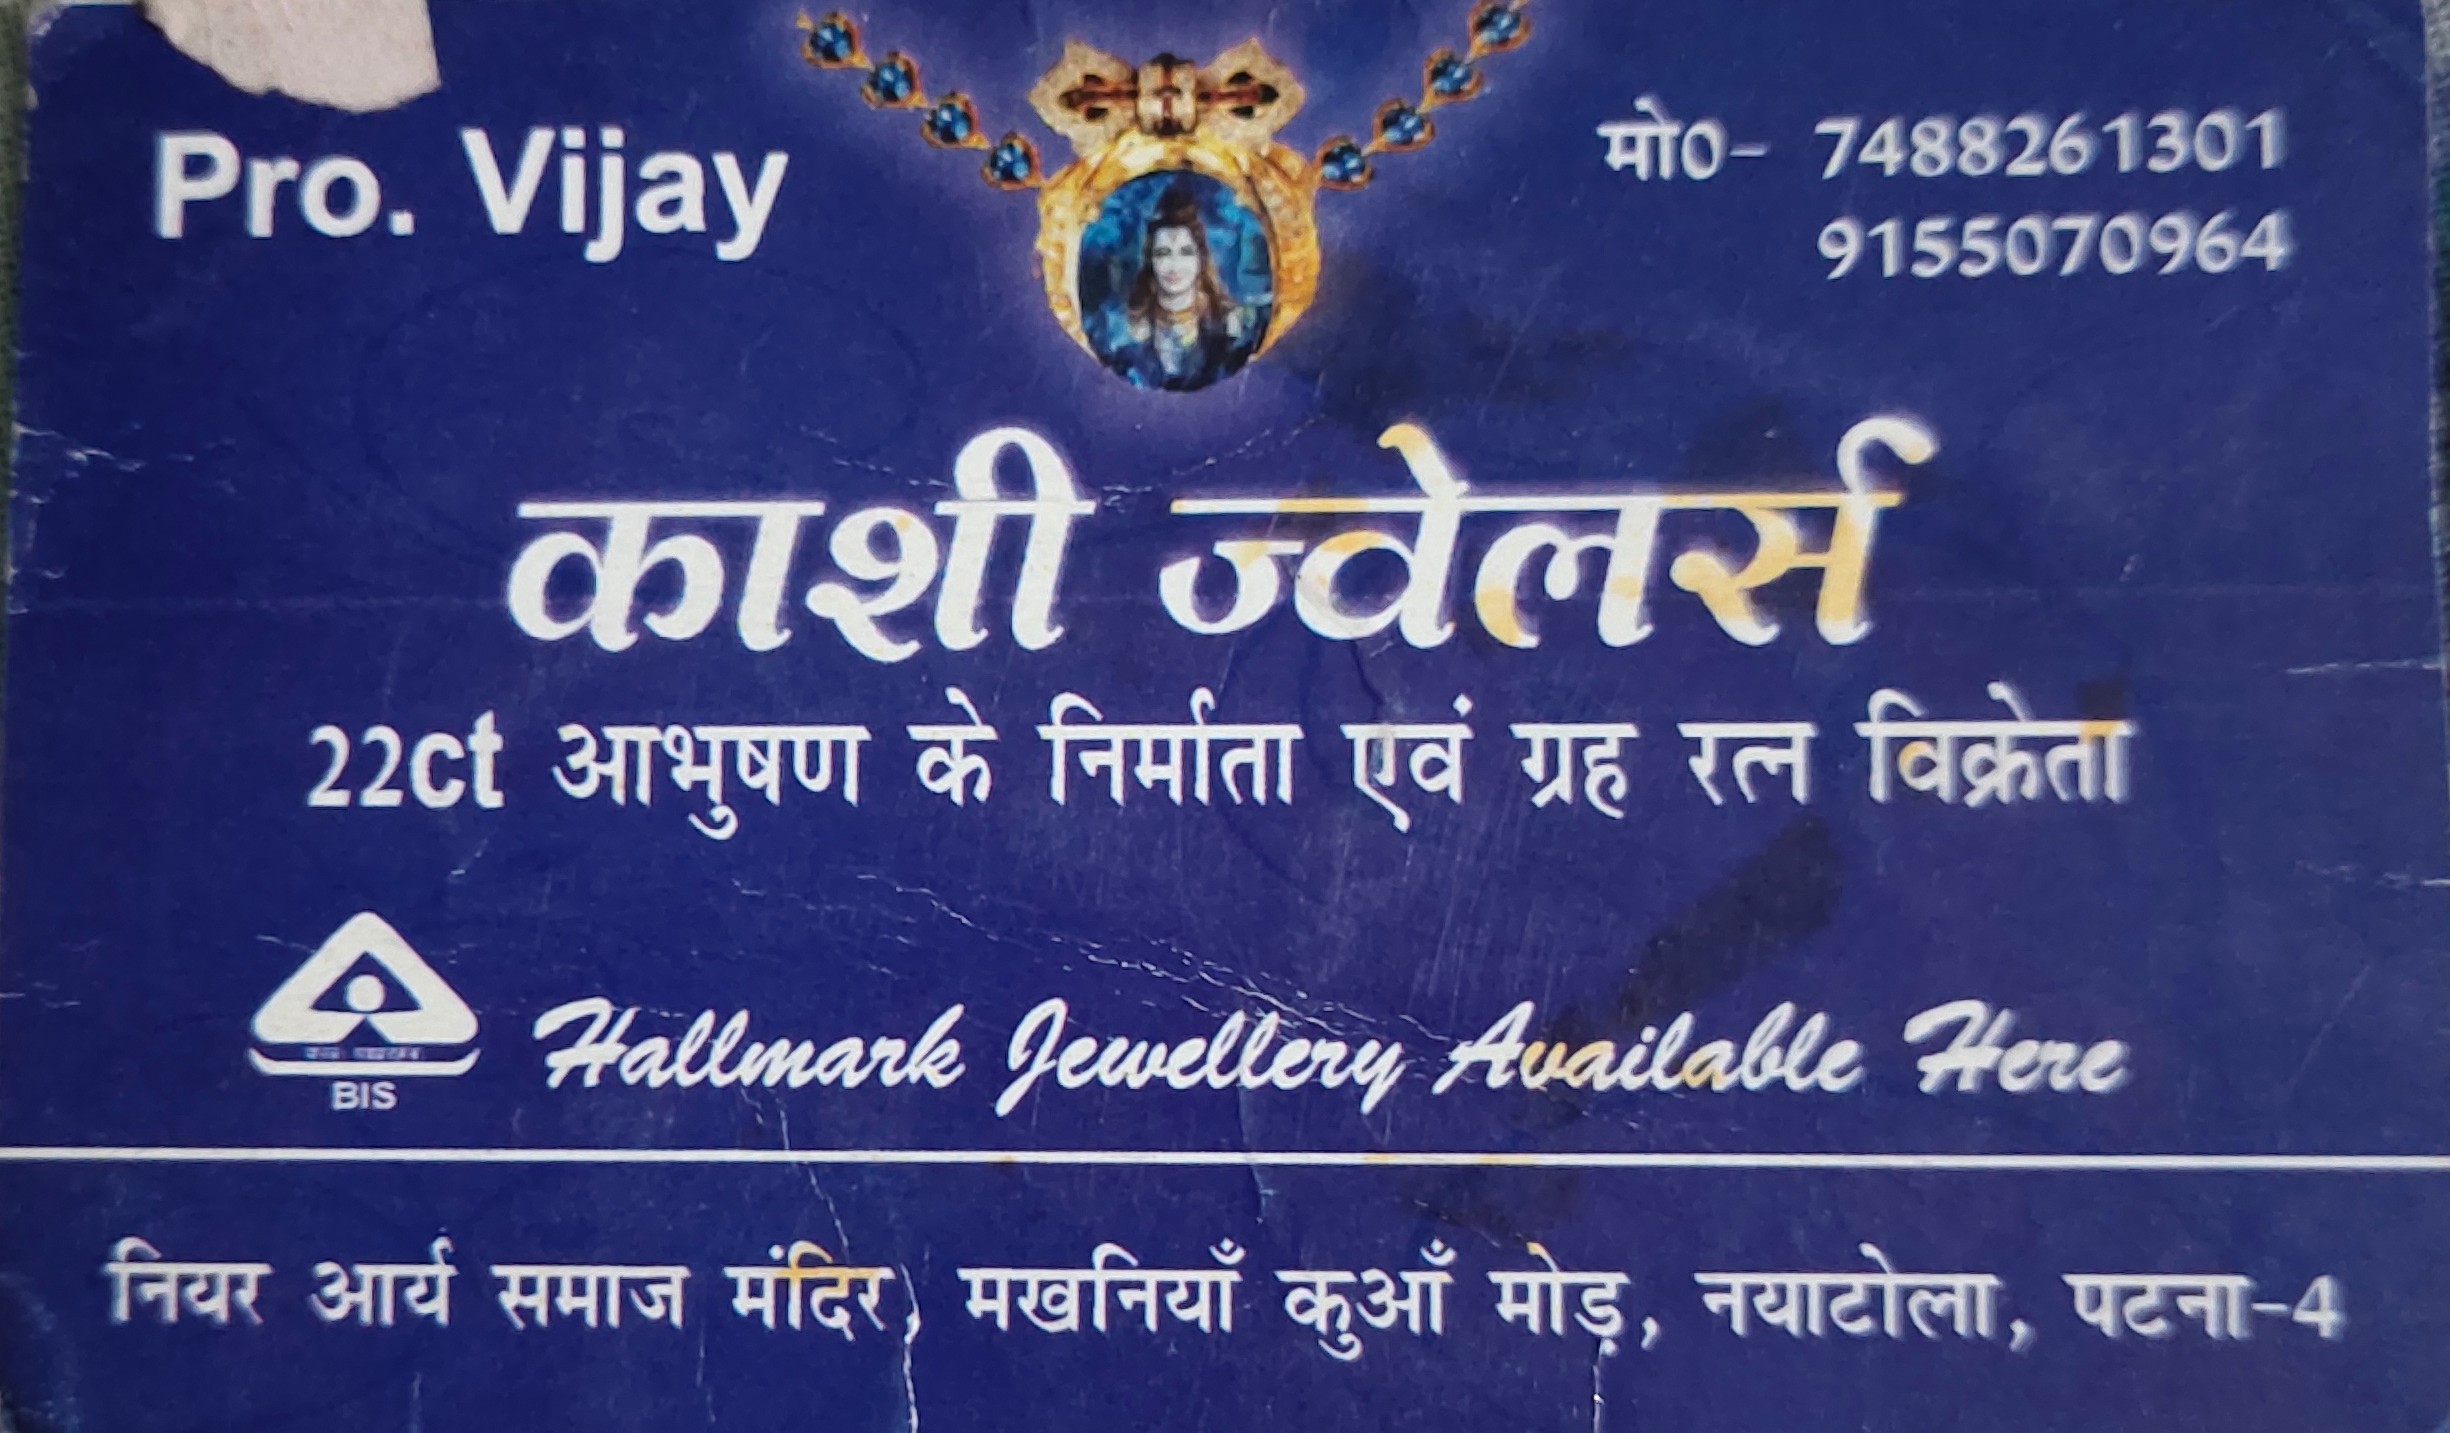 Pro. Vijay
मो0- 7488261301
9155070964
काशी ज्वेलर्स
22ct आभुषण के निर्माता एवं ग्रह रत्न विक्रेता
BIS
Hallmark Jewellery Available Here
नियर आर्य समाज मंदिर, मखनियाँ कुआँ मोड़, नयाटोला, पटना-4